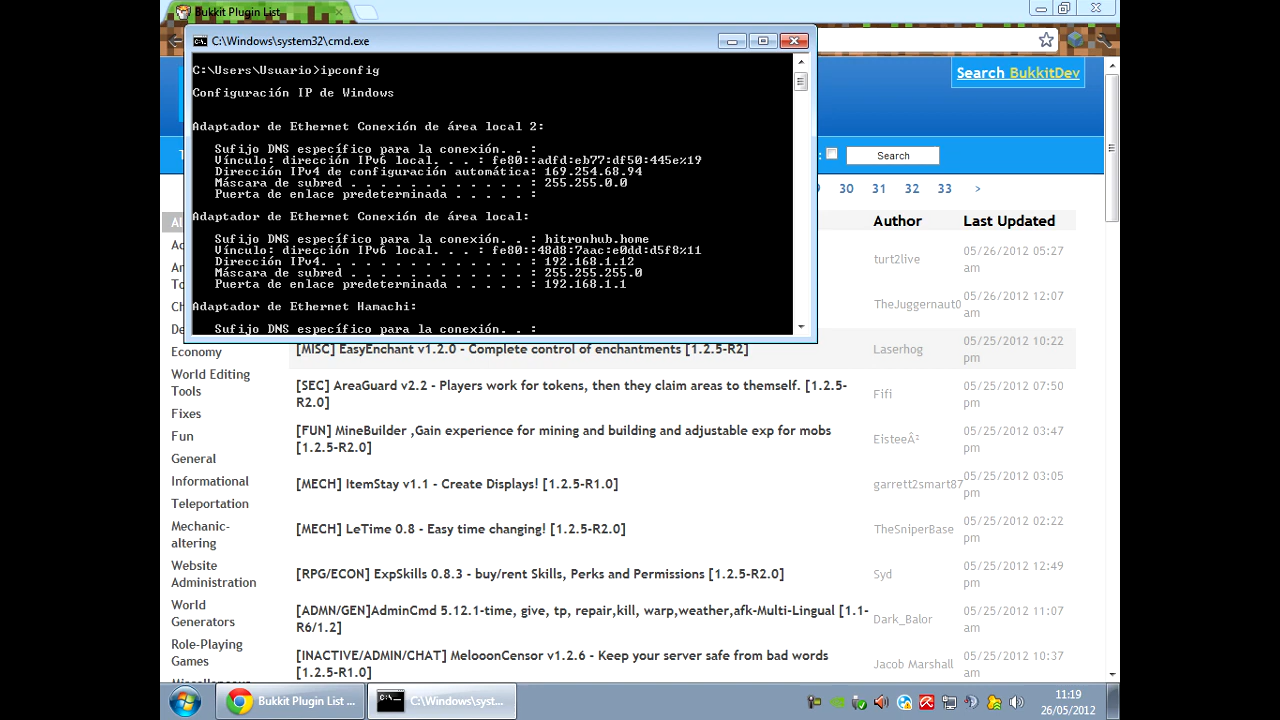 Bukkit Plugin List
C:\Windows\system32\cmd.exe
C:\Users\Usuario>ipconfig
Configuración IP de Windows
Adaptador de Ethernet Conexión de área local 2:
Sufijo DNS específico para la conexión. . :
Vínculo: dirección IPv6 local. . . : fe80::adfd:eb77:df50:445e%19
Dirección IPv4 de configuración automática: 169.254.68.94
Máscara de subred . . . . . . . . . . . . : 255.255.0.0
Puerta de enlace predeterminada . . . . . :
Adaptador de Ethernet Conexión de área local:
Sufijo DNS específico para la conexión. . : hitronhub.home
Vínculo: dirección IPv6 local. . . : fe80::48d8:7aac:e0dd:d5f8%11
Dirección IPv4. . . . . . . . . . . . . . : 192.168.1.12
Máscara de subred . . . . . . . . . . . . : 255.255.255.0
Puerta de enlace predeterminada . . . . . : 192.168.1.1
Adaptador de Ethernet Hamachi:
Sufijo DNS específico para la conexión. . :
Search BukkitDev
Search
30 31 32 33 >
Author Last Updated
turt2live 05/26/2012 05:27 am
TheJuggernaut0 05/26/2012 12:07 am
[MISC] EasyEnchant v1.2.0 - Complete control of enchantments [1.2.5-R2] Laserhog 05/25/2012 10:22 pm
[SEC] AreaGuard v2.2 - Players work for tokens, then they claim areas to themself. [1.2.5-
R2.0] Fifi 05/25/2012 07:50 pm
[FUN] MineBuilder ,Gain experience for mining and building and adjustable exp for mobs
[1.2.5-R2.0] EisteeÂ² 05/25/2012 03:47 pm
[MECH] ItemStay v1.1 - Create Displays! [1.2.5-R1.0] garrett2smart87 05/25/2012 03:05 pm
[MECH] LeTime 0.8 - Easy time changing! [1.2.5-R2.0] TheSniperBase 05/25/2012 02:22 pm
[RPG/ECON] ExpSkills 0.8.3 - buy/rent Skills, Perks and Permissions [1.2.5-R2.0] Syd 05/25/2012 12:49 pm
[ADMN/GEN]AdminCmd 5.12.1-time, give, tp, repair,kill, warp,weather,afk-Multi-Lingual [1.1-
R6/1.2] Dark_Balor 05/25/2012 11:07 am
[INACTIVE/ADMIN/CHAT] MelooonCensor v1.2.6 - Keep your server safe from bad words
[1.2.5-R1.0] Jacob Marshall 05/25/2012 10:37 am
Economy
World Editing
Tools
Fixes
Fun
General
Informational
Teleportation
Mechanic-
altering
Website
Administration
World
Generators
Role-Playing
Games
Bukkit Plugin List ...
C:\Windows\syst...
11:19
26/05/2012